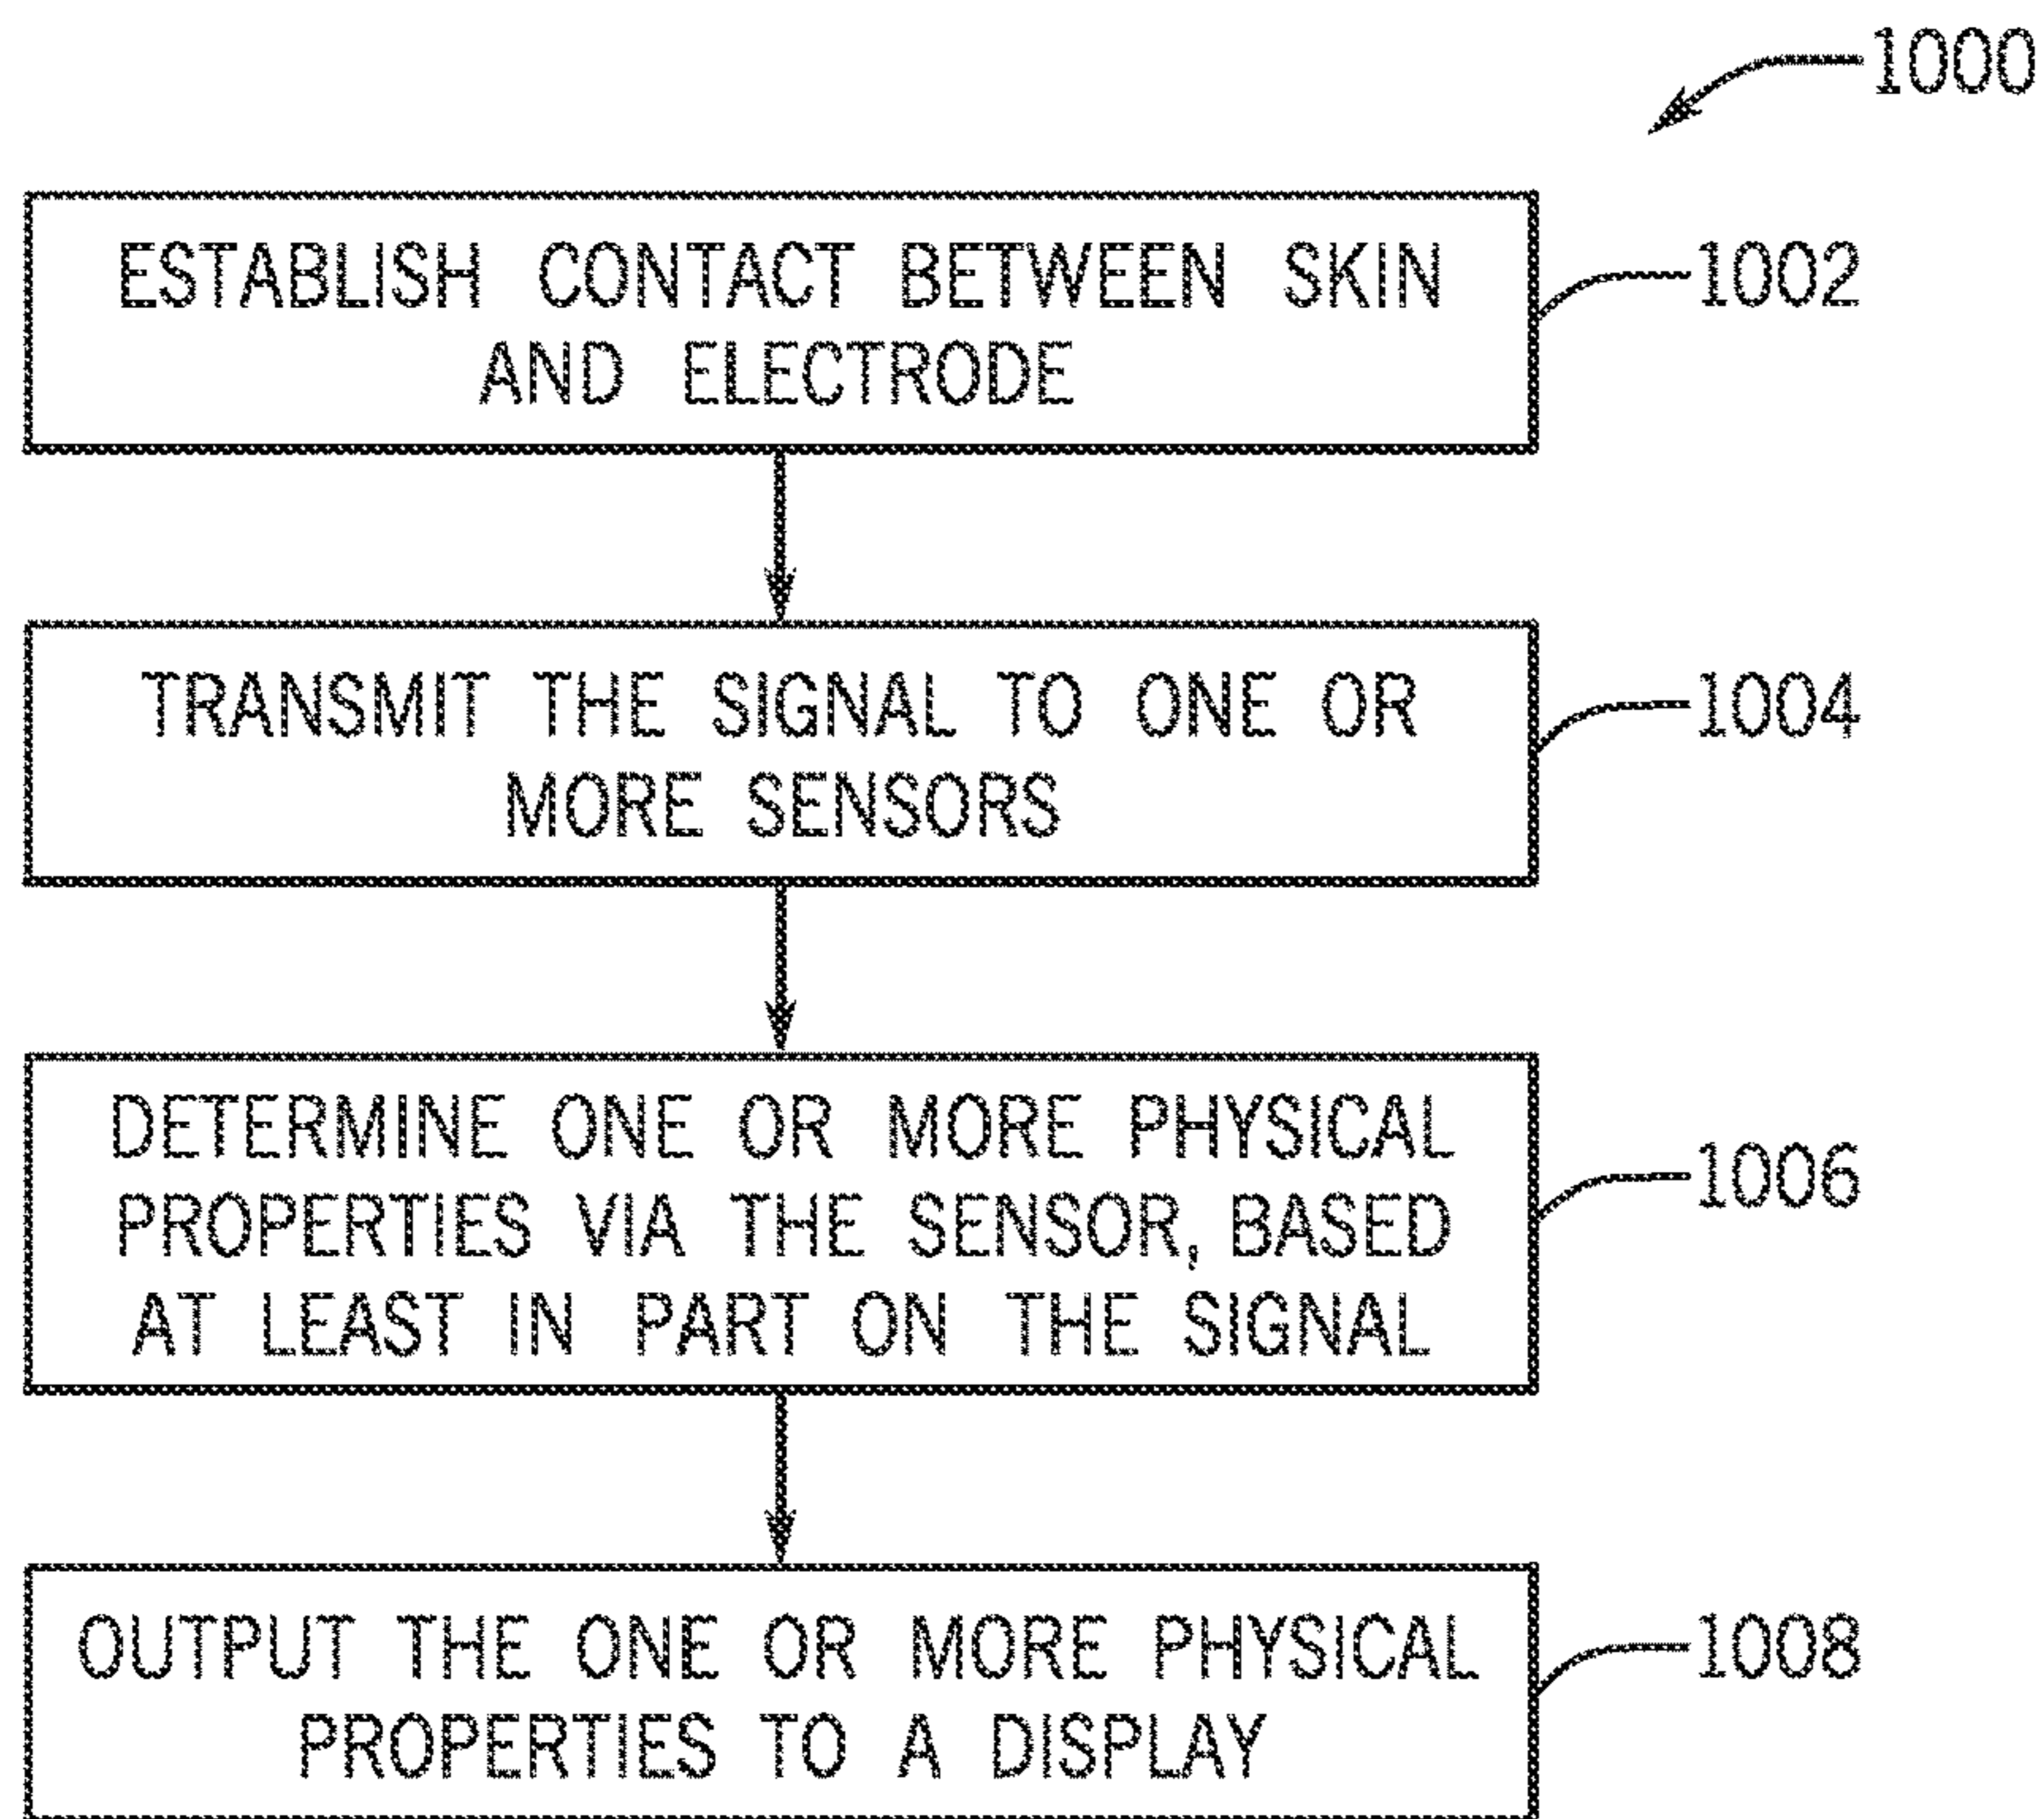 1000
ESTABLISH CONTACT BETWEEN SKIN
AND ELECTRODE
1002
TRANSMIT THE SIGNAL TO ONE OR
MORE SENSORS
1004
DETERMINE ONE OR MORE PHYSICAL
PROPERTIES VIA THE SENSOR, BASED
AT LEAST IN PART ON THE SIGNAL
1006
OUTPUT THE ONE OR MORE PHYSICAL
PROPERTIES TO A DISPLAY
1008